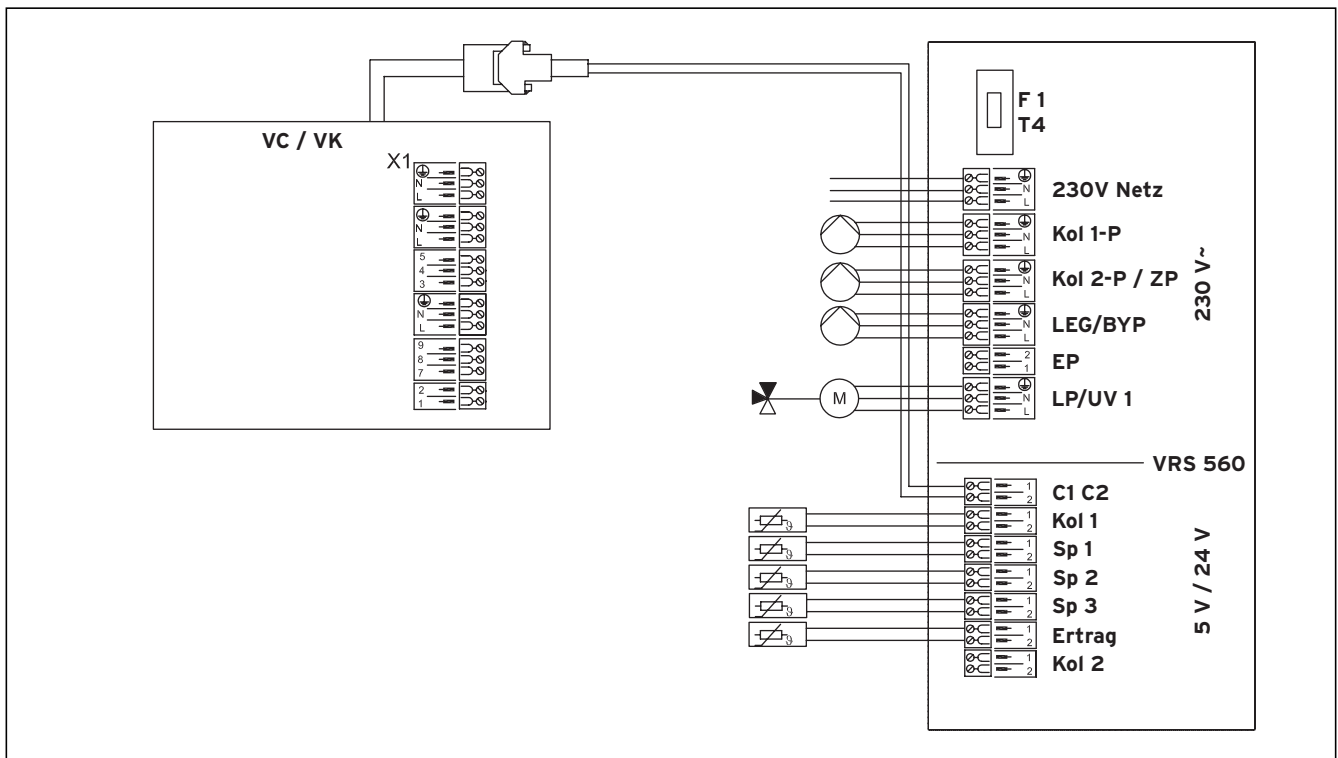 VC / VK
X1
N
L
N
L
5
4
3
N
L
9
8
7
2
1
M
F 1
T4
N
L
230V Netz
N
L
Kol 1-P
N
L
Kol 2-P / ZP
N
L
LEG/BYP
2
1
EP
N
L
LP/UV 1
230 V~
VRS 560
1
2
C1 C2
1
2
Kol 1
1
2
Sp 1
1
2
Sp 2
1
2
Sp 3
1
2
Ertrag
1
2
Kol 2
5 V / 24 V
ϑ
ϑ
ϑ
ϑ
ϑ